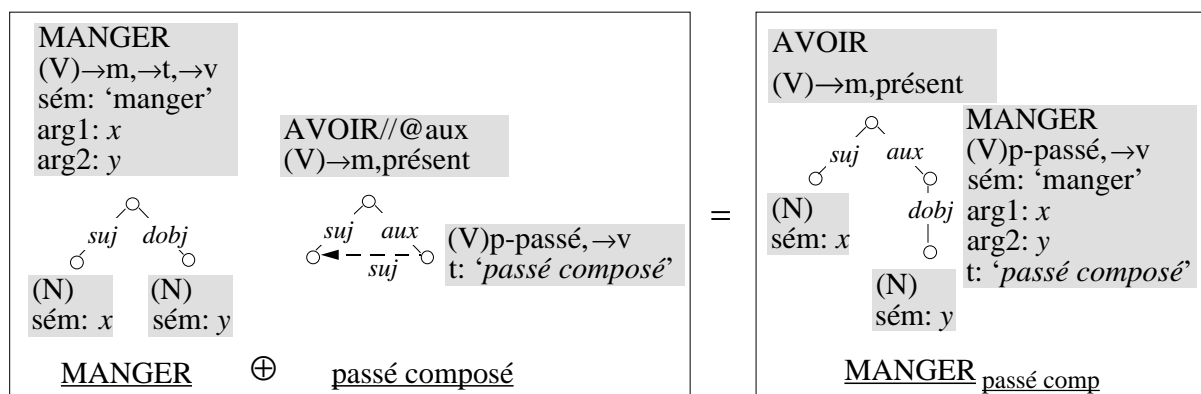 MANGER
(V)→m,→t,→v
sém: ‘manger’
arg1: x
arg2: y
suj dobj
(N) (N)
sém: x sém: y
MANGER
⊕
AVOIR//@aux
(V)→m,présent
suj aux
suj
(V)p-passé,→v
t: ‘passé composé’
passé composé
=
AVOIR
(V)→m,présent
suj aux
(N)
sém: x
MANGER
(V)p-passé,→v
sém: ‘manger’
arg1: x
arg2: y
t: ‘passé composé’
dobj
(N)
sém: y
MANGER passé comp